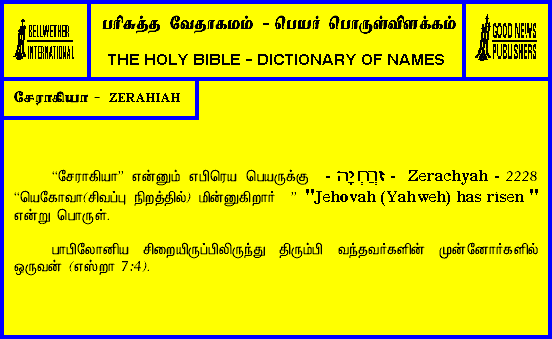 BELLWETHER
INTERNATIONAL
பரிசுத்த வேதாகமம் - பெயர் பொருள்விளக்கம்
THE HOLY BIBLE - DICTIONARY OF NAMES
GOOD NEWS
PUBLISHERS
சேராகியா - ZERAHIAH
“சேராகியா” என்னும் எபிரெய பெயருக்கு - זְרַחְיָה - Zerachyah - 2228
“யெகோவா(சிவப்பு நிறத்தில்) மின்னுகிறார் ” "Jehovah (Yahweh) has risen "
என்று பொருள்.
பாபிலோனிய சிறையிருப்பிலிருந்து திரும்பி வந்தவர்களின் முன்னோர்களில்
ஒருவன் (எஸ்றா 7:4).